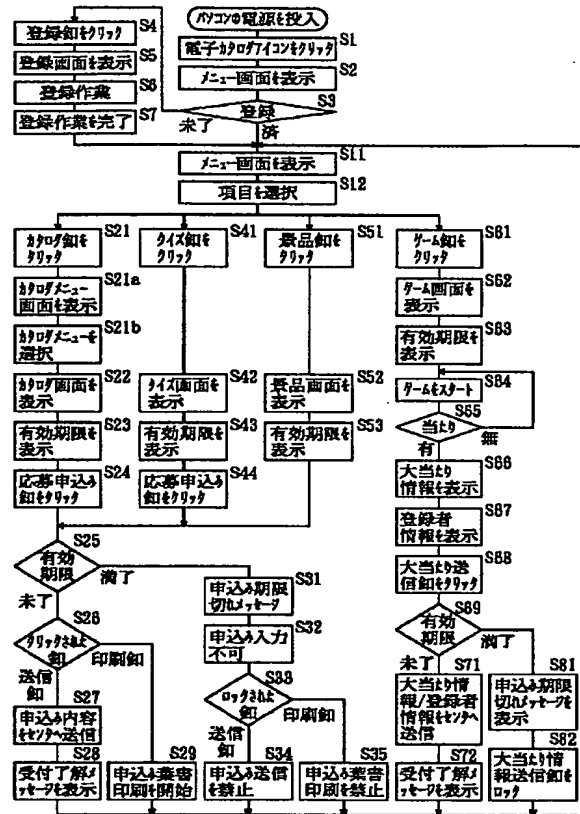 パソコンの電源を投入
S1
電子カタログアイコンをクリック
S2
メニュー画面を表示
S3
登録
未了
済
S4
登録釦をクリック
S5
登録画面を表示
S6
登録作業
S7
登録作業を完了
S11
メニュー画面を表示
S12
項目を選択
S21
カタログ釦を
クリック
S21a
カタログメニュー
画面を表示
S21b
カタログメニューを
選択
S22
カタログ画面を
表示
S23
有効期限を
表示
S24
応募申込み
釦をクリック
S41
クイズ釦を
クリック
S42
クイズ画面を
表示
S43
有効期限を
表示
S44
応募申込み
釦をクリック
S51
景品釦を
クリック
S52
景品画面を
表示
S53
有効期限を
表示
S61
ゲーム釦を
クリック
S62
ゲーム画面を
表示
S63
有効期限を
表示
S64
ゲームをスタート
S65
当たり
有
無
S66
大当たり
情報を表示
S67
登録者
情報を表示
S68
大当たり送
信釦をクリック
S69
有効
期限
未了
満了
S71
大当たり情
報/登録者
情報をセンタへ
送信
S72
受付了解メ
ッセージを表示
S81
申込み期限
切れメッセージを
表示
S82
大当たり情
報送信釦を
ロック
S25
有効
期限
未了
満了
S26
クリックされた
釦
送信
釦
印刷釦
S27
申込み内容
をセンタへ送信
S28
受付了解メ
ッセージを表示
S29
申込み葉書
印刷を開始
S31
申込み期限
切れメッセージ
S32
申込み入力
不可
S33
ロックされた
釦
送信
釦
印刷釦
S34
申込み送信
を禁止
S35
申込み葉書
印刷を禁止